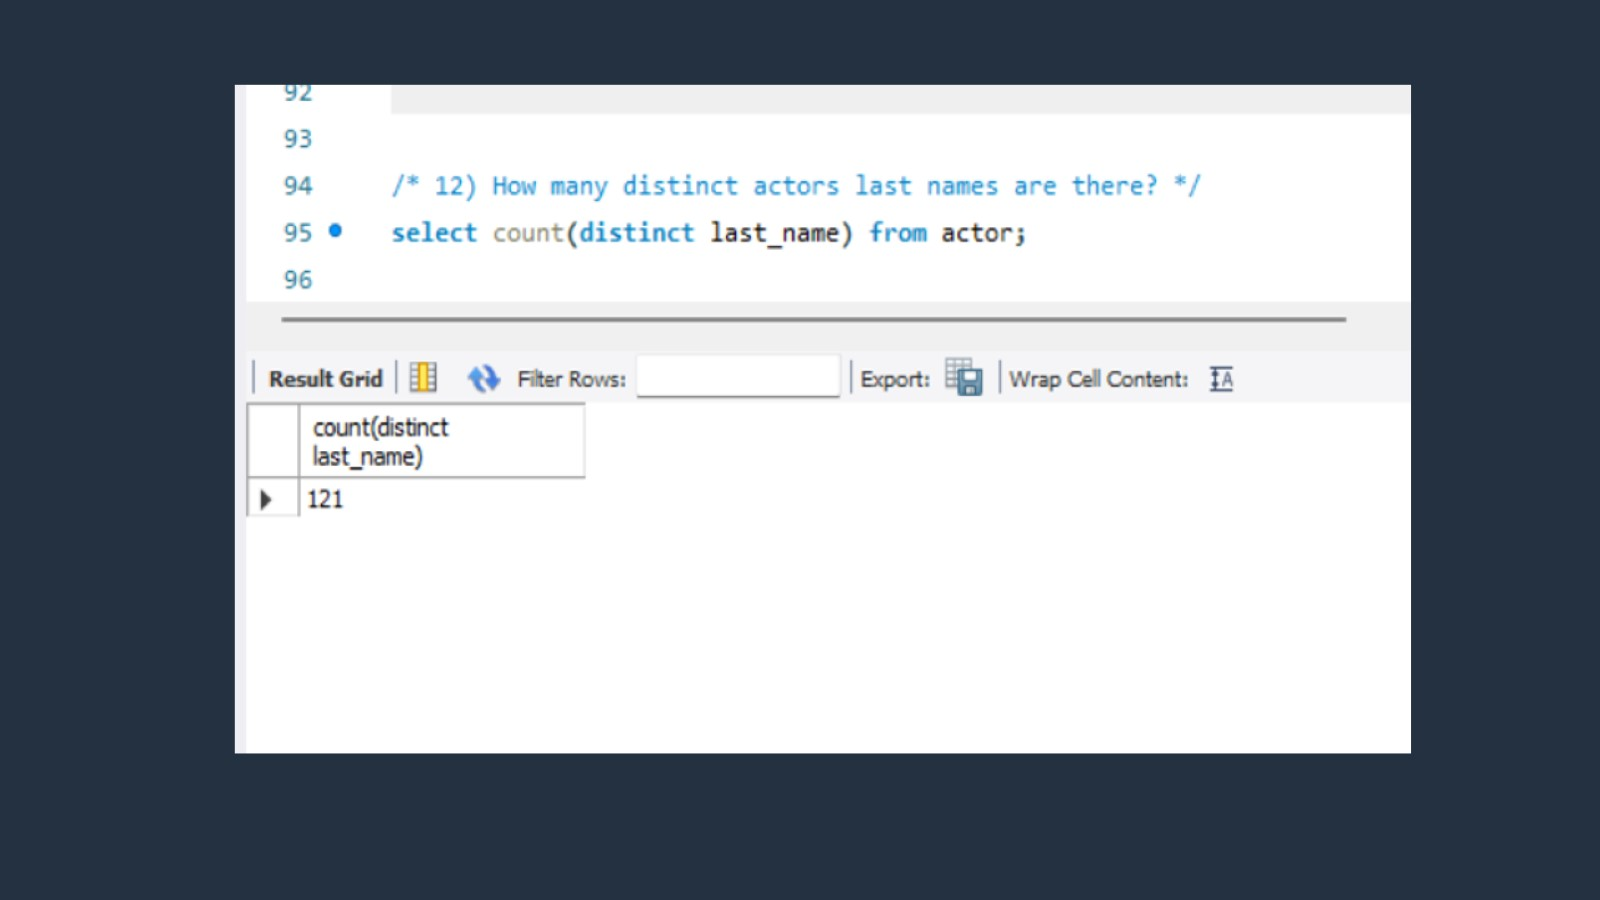 92
93
94 /* 12) How many distinct actors last names are there? */
95 select count(distinct last_name) from actor;
96
Result Grid Filter Rows: Export: Wrap Cell Content: A
count(distinct
last_name)
121